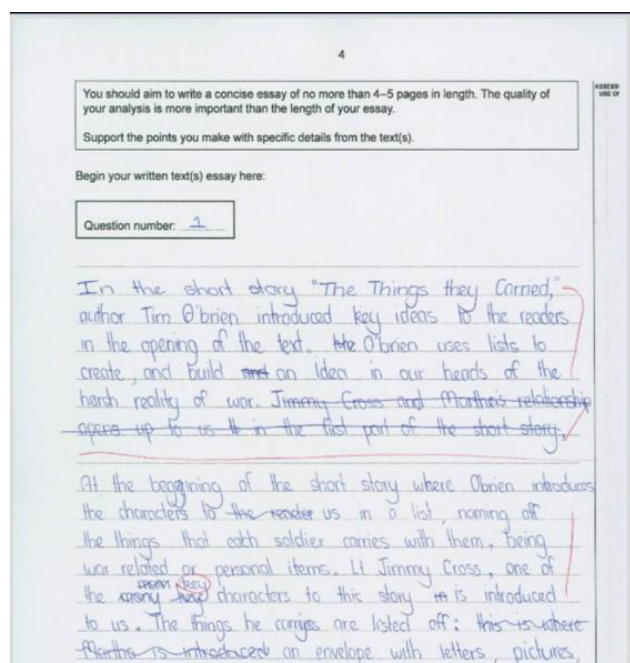 4
You should aim to write a concise essay of no more than 4–5 pages in length. The quality of
your analysis is more important than the length of your essay.
Support the points you make with specific details from the text(s).
ASSESS
USE OF
Begin your written text(s) essay here:
Question number: 1
In the short story "The Things they Carried,"
author Tim O'brien introduced key ideas to the readers
in the opening of the text. the O'brien uses lists to
create, and build and an Idea in our heads of the
harsh reality of war. Jimmy Cross and Martha's relationship
opens up to us in the first part of the short story.
At the beggining of the short story where Obrien introduces
the characters to the reader us in a list, naming off
the things that each soldier carries with them, being
war related or personal items. Lt Jimmy Cross, one of
the key characters to this story is introduced
to us. The things he carries are listed off: this is where
Martha is introduced an envelope with letters, pictures,